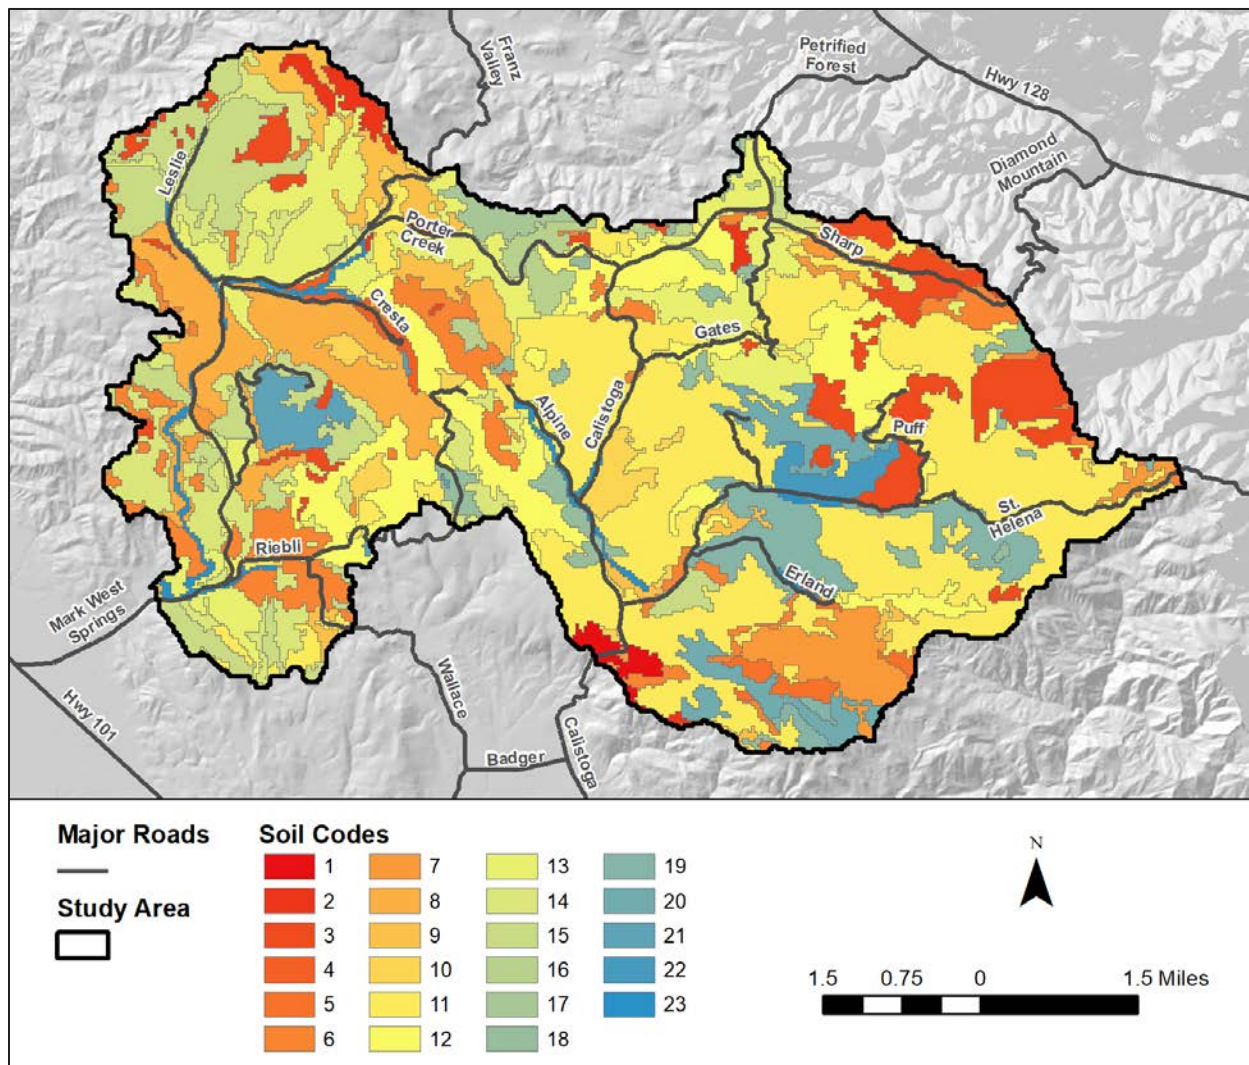 Franz
Valley
Petrified
Forest
Hwy 128
Diamond
Mountain
Leslie
Porter
Creek
Sharp
Cresta
Gates
Alpine
Calistoga
Puff
St.
Helena
Riebli
Erland
Mark West
Springs
Wallace
Hwy 101
Badger
Calistoga
Major Roads
Study Area
Soil Codes
1
2
3
4
5
6
7
8
9
10
11
12
13
14
15
16
17
18
19
20
21
22
23
N
1.5 0.75 0 1.5 Miles